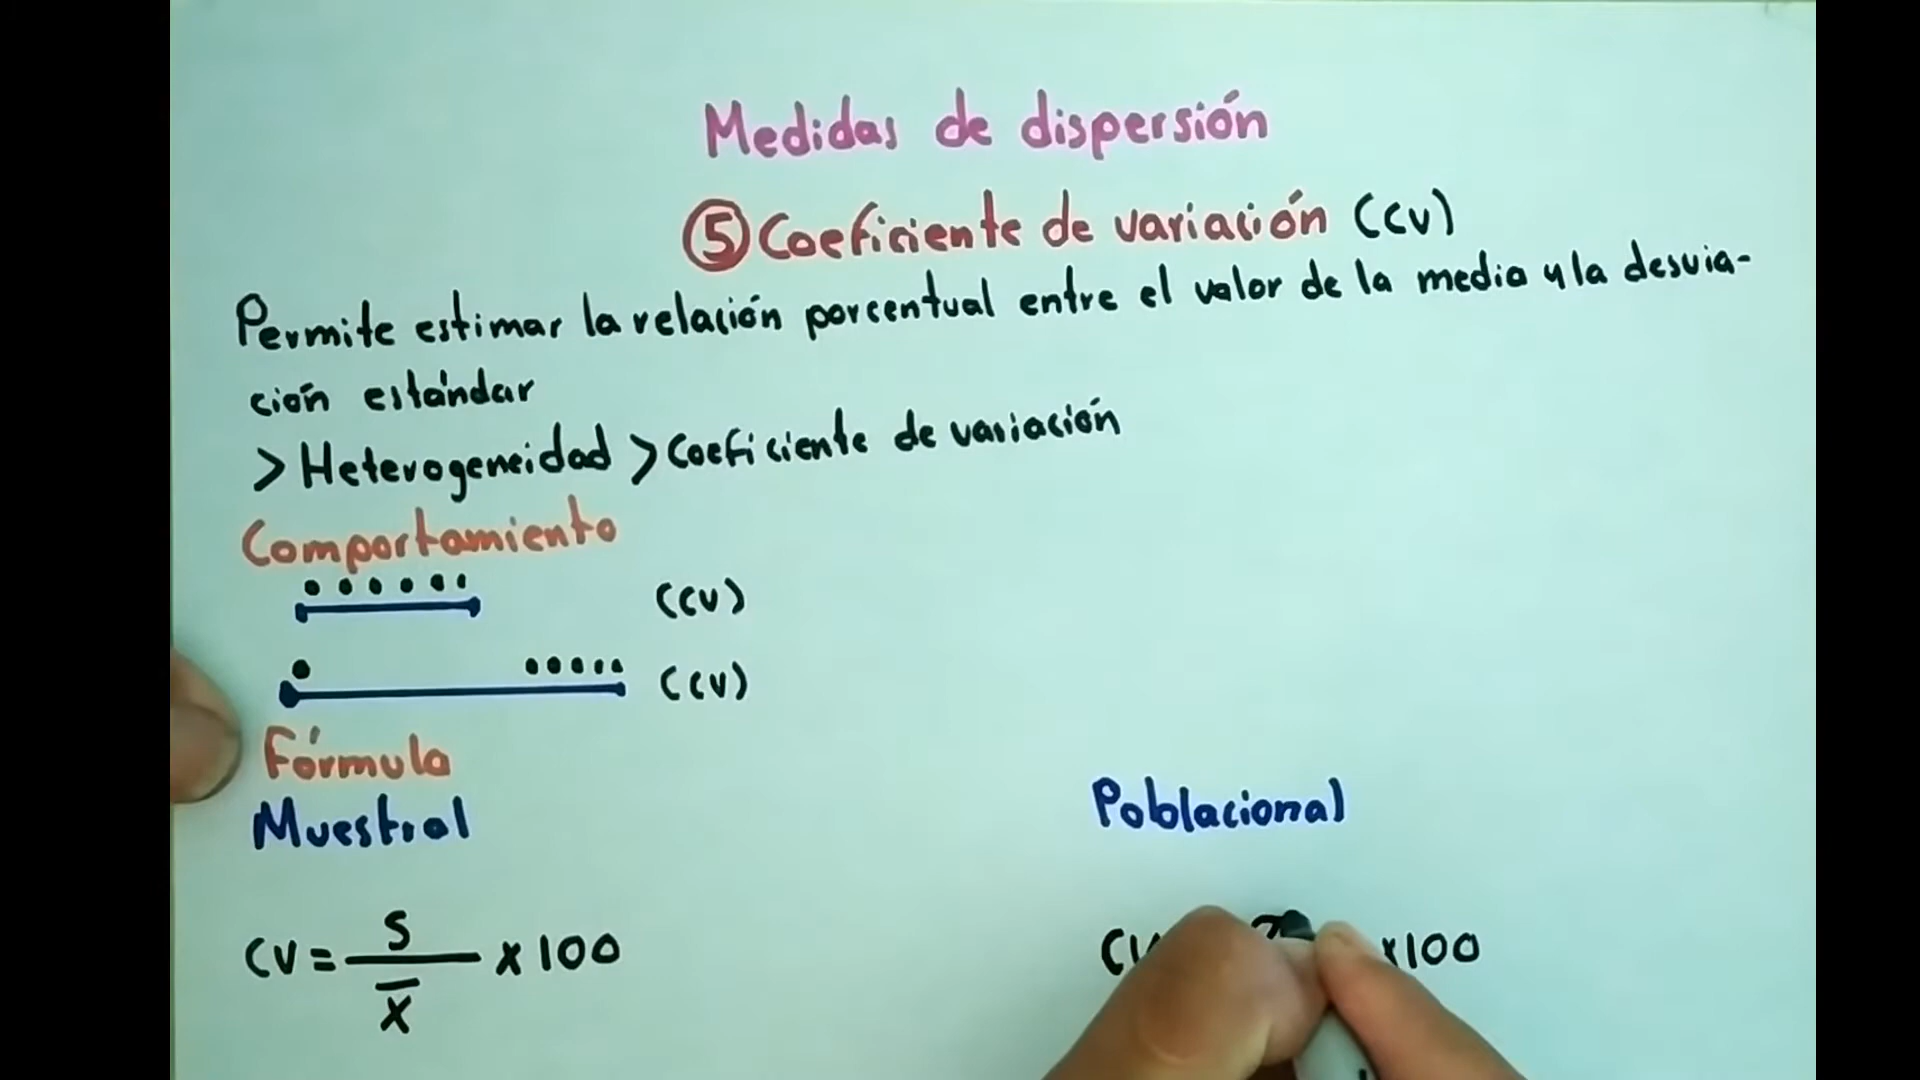 Medidas de dispersión
⑤ Coeficiente de variación (CV)
Permite estimar la relación porcentual entre el valor de la media y la desvia-
ción estándar
> Heterogeneidad > Coeficiente de variación
Comportamiento
(CV)
(CV)
Fórmula
Muestral
Poblacional
CV = S / x̄ x 100
x100